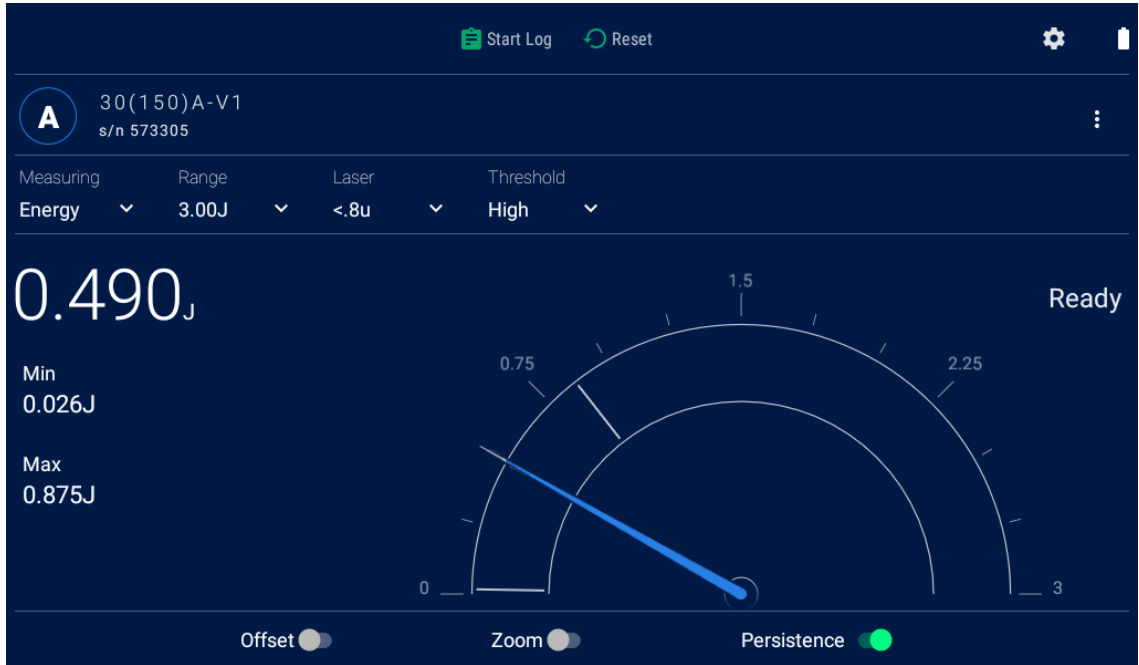 Start Log Reset
A 30(150)A-V1
s/n 573305
Measuring Range Laser Threshold
Energy 3.00J <.8u High
0.490J
Ready
Min
0.026J
Max
0.875J
0
0.75
1.5
2.25
3
Offset Zoom Persistence